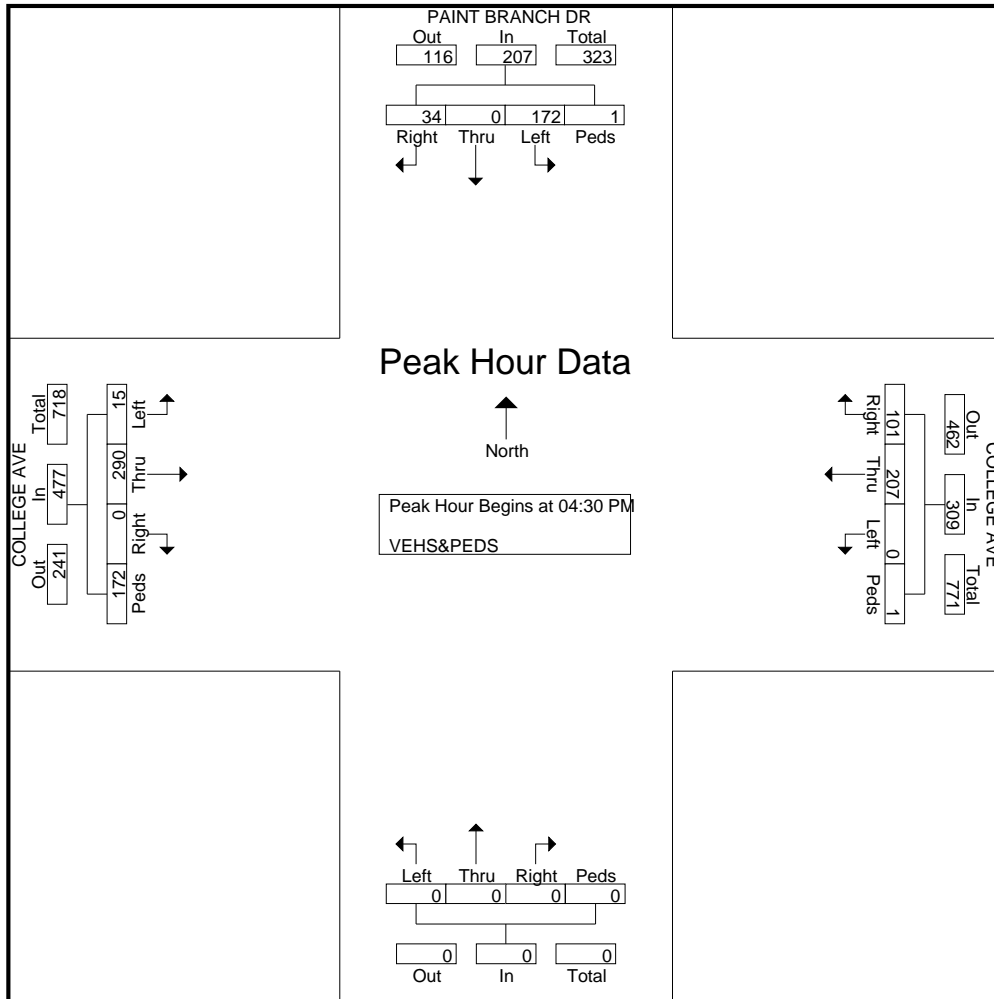 PAINT BRANCH DR
Out In Total
116 207 323
34 0 172 1
Right Thru Left Peds
Peak Hour Data
North
Peak Hour Begins at 04:30 PM
VEHS&PEDS
COLLEGE AVE
Out In Total
241 477 718
Left Thru Right Peds
15 290 0 172
COLLEGE AVE
Out In Total
462 309 771
Right Thru Left Peds
101 207 0 1
Left Thru Right Peds
0 0 0 0
0 0 0
Out In Total